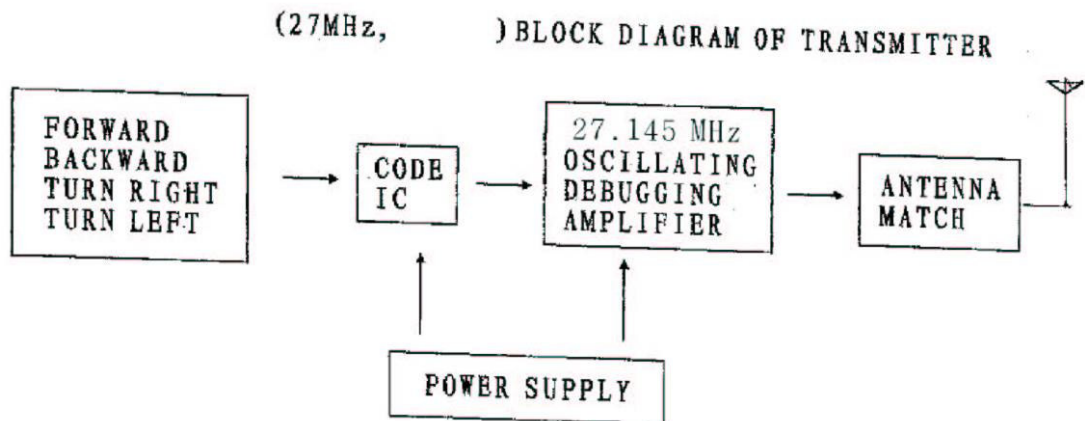 (27MHz, ) BLOCK DIAGRAM OF TRANSMITTER
FORWARD
BACKWARD
TURN RIGHT
TURN LEFT
CODE
IC
27.145 MHz
OSCILLATING
DEBUGGING
AMPLIFIER
ANTENNA
MATCH
POWER SUPPLY